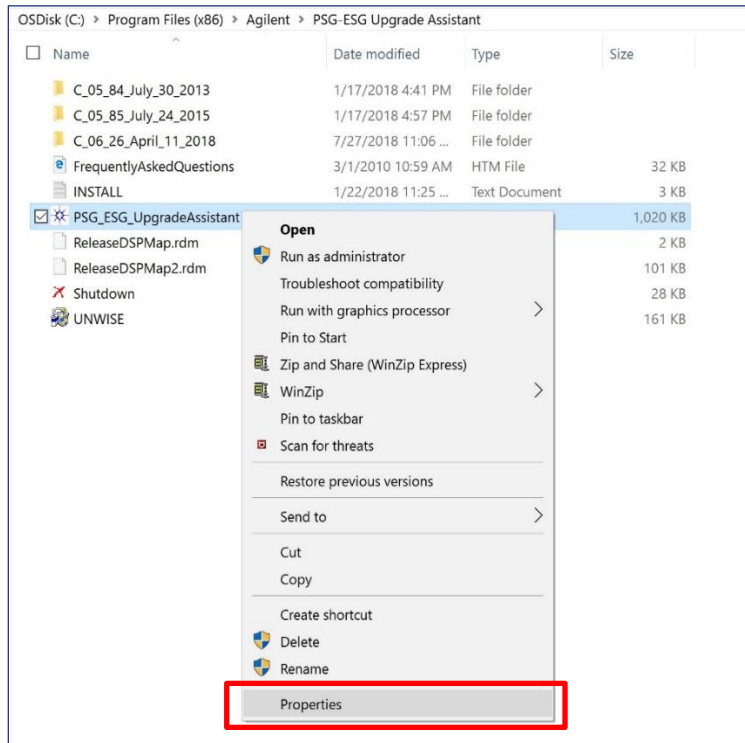 OSDisk (C:) > Program Files (x86) > Agilent > PSG-ESG Upgrade Assistant
Name Date modified Type Size
C_05_84_July_30_2013 1/17/2018 4:41 PM File folder
C_05_85_July_24_2015 1/17/2018 4:57 PM File folder
C_06_26_April_11_2018 7/27/2018 11:06 ... File folder
FrequentlyAskedQuestions 3/1/2010 10:59 AM HTM File 32 KB
INSTALL 1/22/2018 11:25 ... Text Document 3 KB
PSG_ESG_UpgradeAssistant 1,020 KB
ReleaseDSPMap.rdm 2 KB
ReleaseDSPMap2.rdm 101 KB
Shutdown 28 KB
UNWISE 161 KB
Open
Run as administrator
Troubleshoot compatibility
Run with graphics processor
Pin to Start
Zip and Share (WinZip Express)
WinZip
Pin to taskbar
Scan for threats
Restore previous versions
Send to
Cut
Copy
Create shortcut
Delete
Rename
Properties